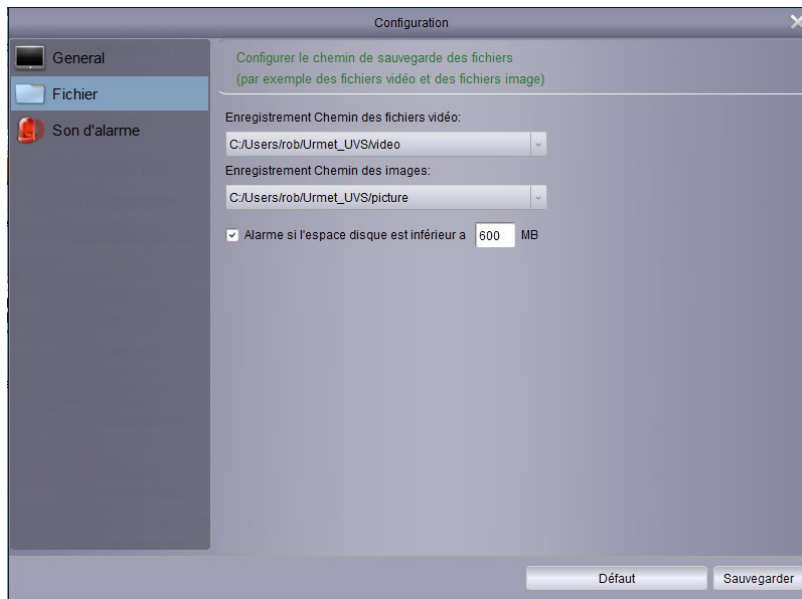 Configuration
General
Fichier
Son d'alarme
Configurer le chemin de sauvegarde des fichiers
(par exemple des fichiers vidéo et des fichiers image)
Enregistrement Chemin des fichiers vidéo:
C:/Users/rob/Urmet_UVS/video
Enregistrement Chemin des images:
C:/Users/rob/Urmet_UVS/picture
Alarme si l'espace disque est inférieur a 600 MB
Défaut Sauvegarder